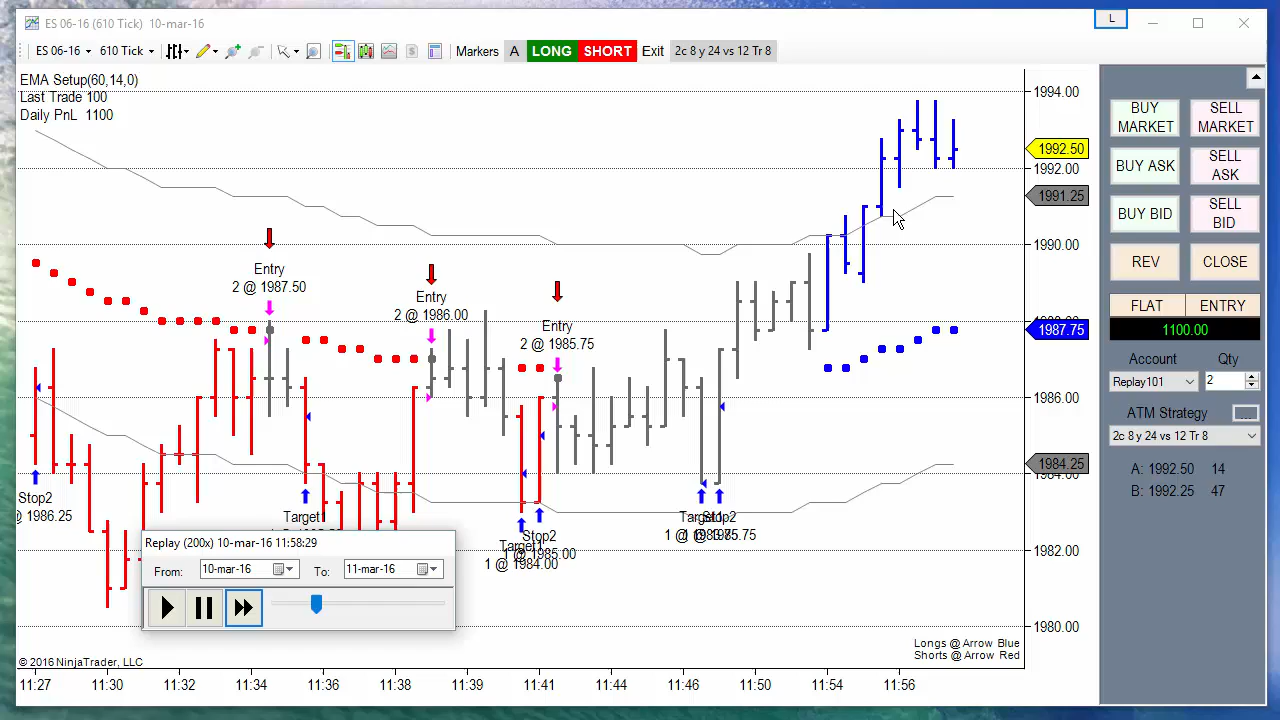 ES 06-16 (610 Tick)  10-mar-16
L
ES 06-16 610 Tick Markers A LONG SHORT Exit 2c 8 y 24 vs 12 Tr 8
EMA Setup(60,14,0)
Last Trade 100
Daily PnL  1100
Entry
2 @ 1987.50
Entry
2 @ 1986.00
Entry
2 @ 1985.75
Stop2
@ 1986.25
Target1
Stop2
1 @ 1985.00
Target1
1 @ 1984.00
1994.00
1992.50
1992.00
1991.25
1990.00
1987.75
1986.00
1984.25
1982.00
1980.00
Replay (200x) 10-mar-16 11:58:29
From: 10-mar-16 To: 11-mar-16
Longs @ Arrow Blue
Shorts @ Arrow Red
© 2016 NinjaTrader, LLC
11:27 11:30 11:32 11:34 11:36 11:39 11:41 11:44 11:46 11:50 11:54 11:56
BUY MARKET
SELL MARKET
BUY ASK
SELL ASK
BUY BID
SELL BID
REV
CLOSE
FLAT
ENTRY
1100.00
Account Qty
Replay101 2
ATM Strategy
2c 8 y 24 vs 12 Tr 8
A: 1992.50 14
B: 1992.25 47